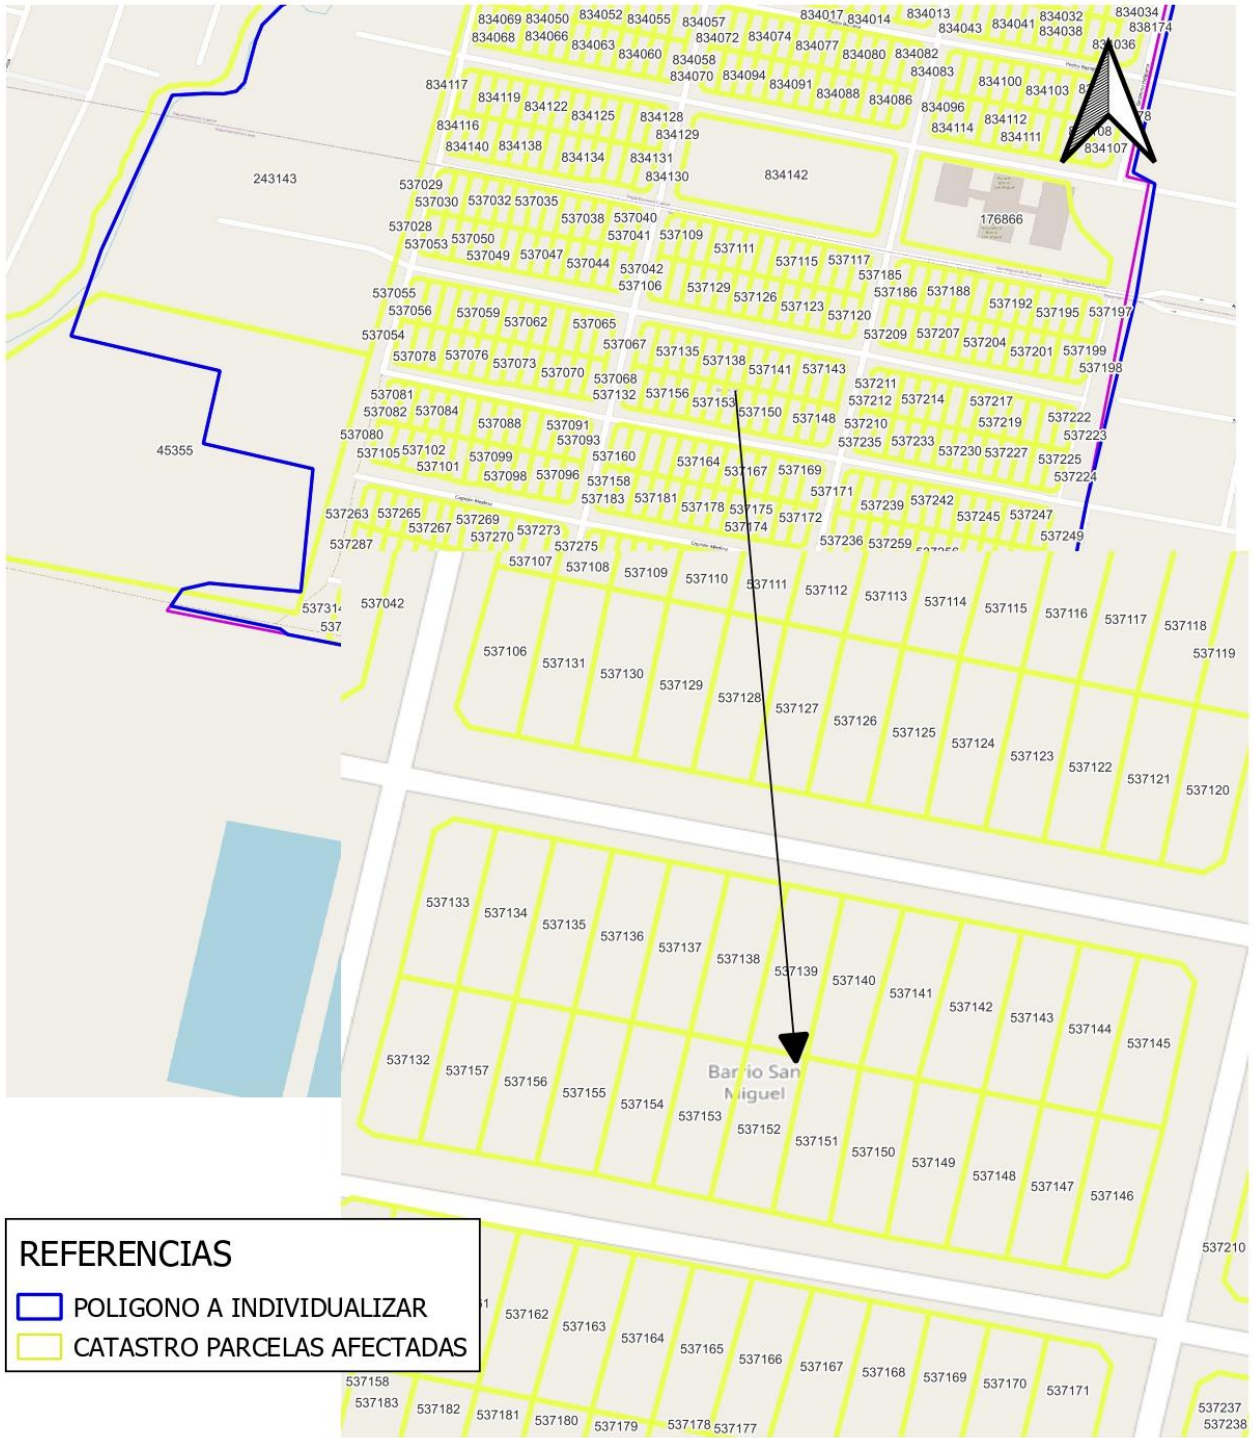 834069 834050 834052 834055 834057 834017 834014 834013 834043 834041 834032 834034
834068 834066 834063 834060 834072 834074 834077 834080 834082 834038 838174
834058 834083
834070 834094 834091 834088 834086 834100 834103
834117 834119 834122 834125 834128 834096 834112
834116 834129 834114 834111 834107
834140 834138 834134 834131
834130 834142
243143 537029
537030 537032 537035 537038 537040 176866
537028 537050 537041 537109 537111
537053 537049 537047 537044 537115 537117 537185
537042 537106 537129 537126 537123 537120 537186 537188 537192 537195 537197
537055 537056 537059 537062 537065
537054 537067 537135 537138 537141 537143 537209 537207 537204 537201 537199
537078 537076 537073 537070 537068 537198
537081 537132 537156 537153 537150 537148 537211 537212 537214 537217
537082 537084 537088 537091 537210 537219 537222
537080 537093 537235 537233 537230 537227 537223
45355 537105 537102 537099 537160 537164 537167 537169 537225
537101 537098 537096 537158 537171 537224
Capitán Medina 537183 537181 537178 537175 537172 537239 537242 537245 537247
537263 537265 537267 537269 537270 537273 537174
537287 537275 Capitán Medina 537236 537259 537249
537107 537108 537109 537110 537111 537112 537113 537114 537115 537116 537117 537118
537042 537119
537106 537131 537130 537129 537128 537127 537126 537125 537124 537123 537122 537121 537120
537133 537134 537135 537136 537137 537138 537139 537140 537141 537142 537143 537144 537145
Barrio San
Miguel
537132 537157 537156 537155 537154 537153 537152 537151 537150 537149 537148 537147 537146
537210
REFERENCIAS
POLIGONO A INDIVIDUALIZAR
CATASTRO PARCELAS AFECTADAS
537162 537163 537164 537165 537166 537167 537168 537169 537170 537171
537158
537183 537182 537181 537180 537179 537178 537177 537237
537238